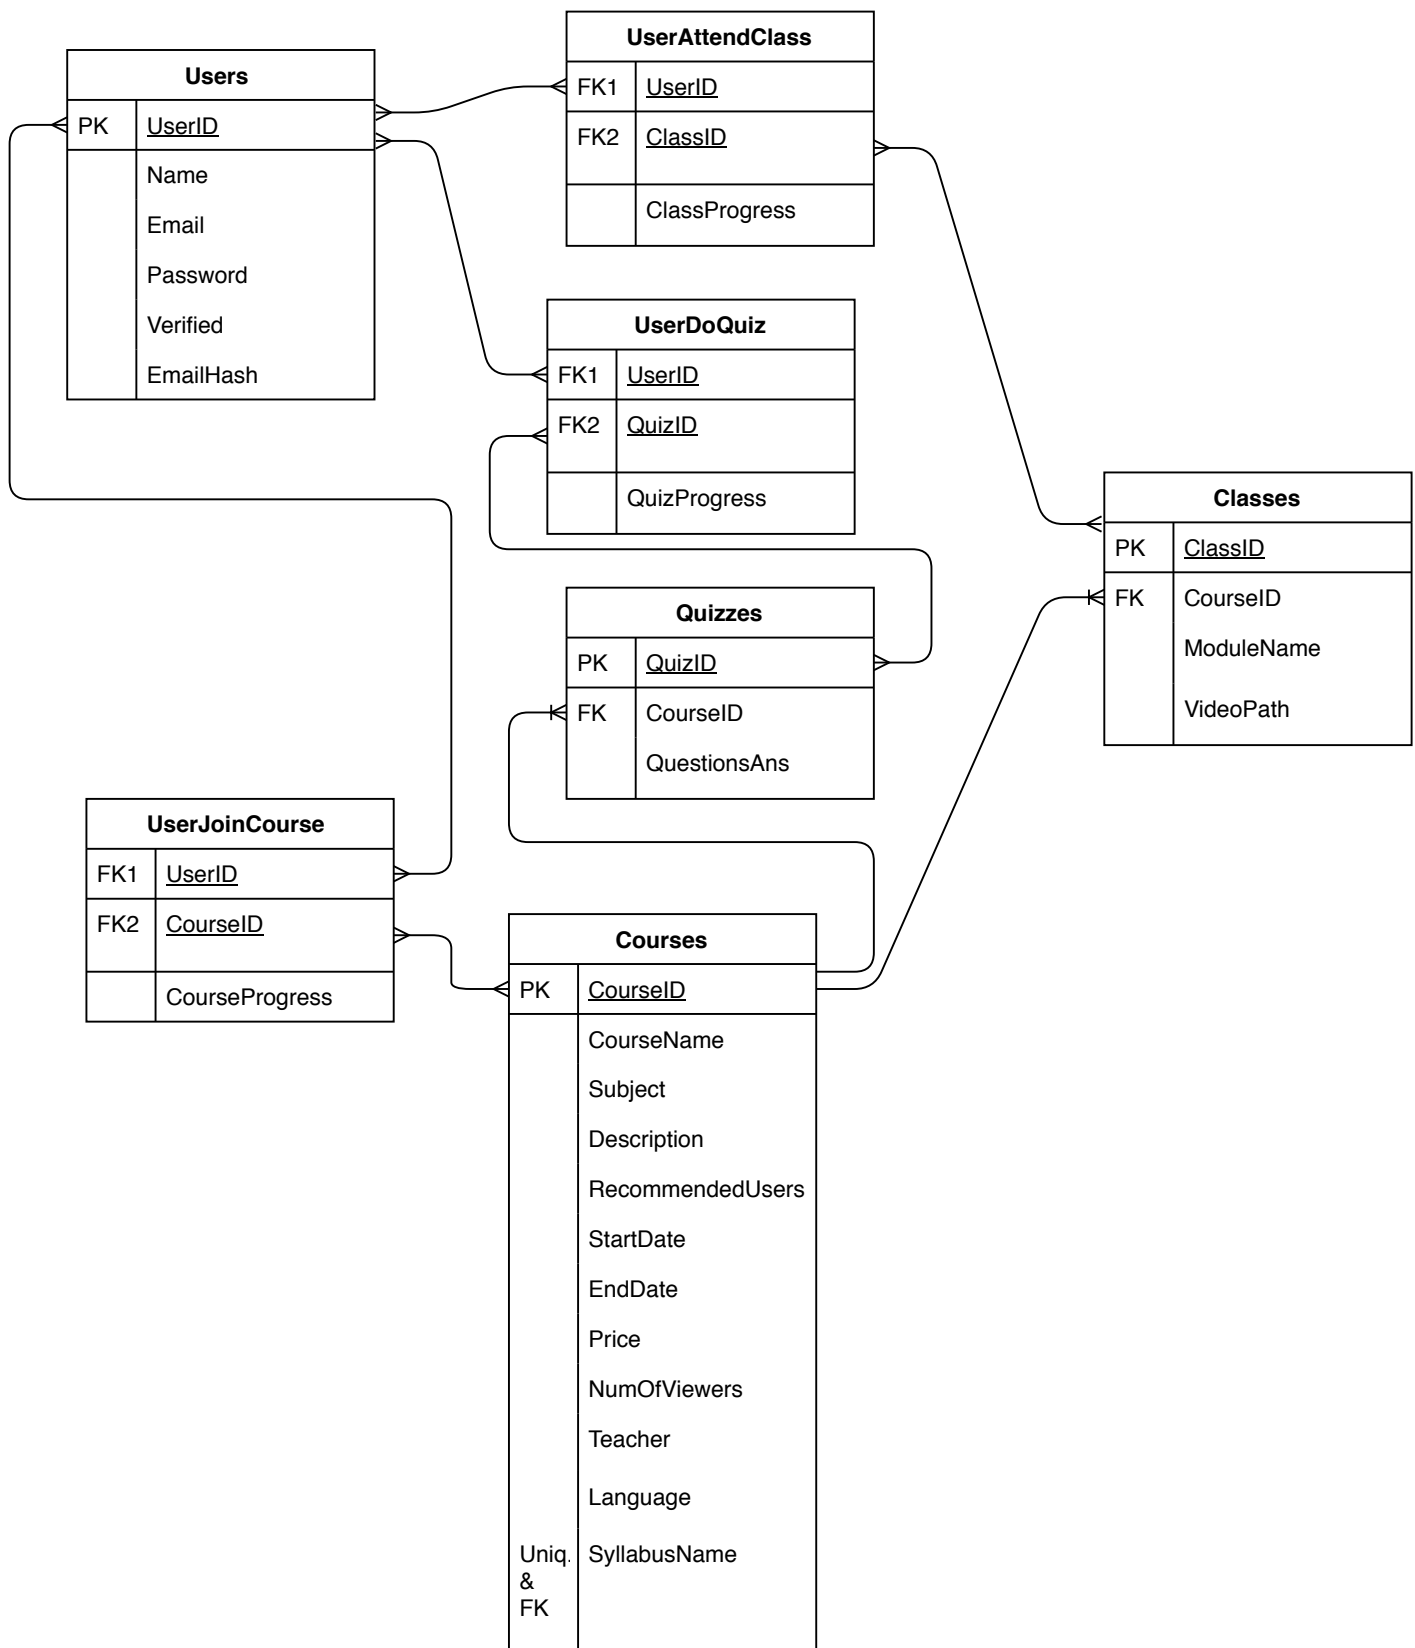 UserAttendClass
FK1 UserID
FK2 ClassID
ClassProgress
Users
PK UserID
Name
Email
Password
Verified
EmailHash
UserDoQuiz
FK1 UserID
FK2 QuizID
QuizProgress
Classes
PK ClassID
FK CourseID
ModuleName
VideoPath
Quizzes
PK QuizID
FK CourseID
QuestionsAns
UserJoinCourse
FK1 UserID
FK2 CourseID
CourseProgress
Courses
PK CourseID
CourseName
Subject
Description
RecommendedUsers
StartDate
EndDate
Price
NumOfViewers
Teacher
Language
Uniq. SyllabusName
&
FK